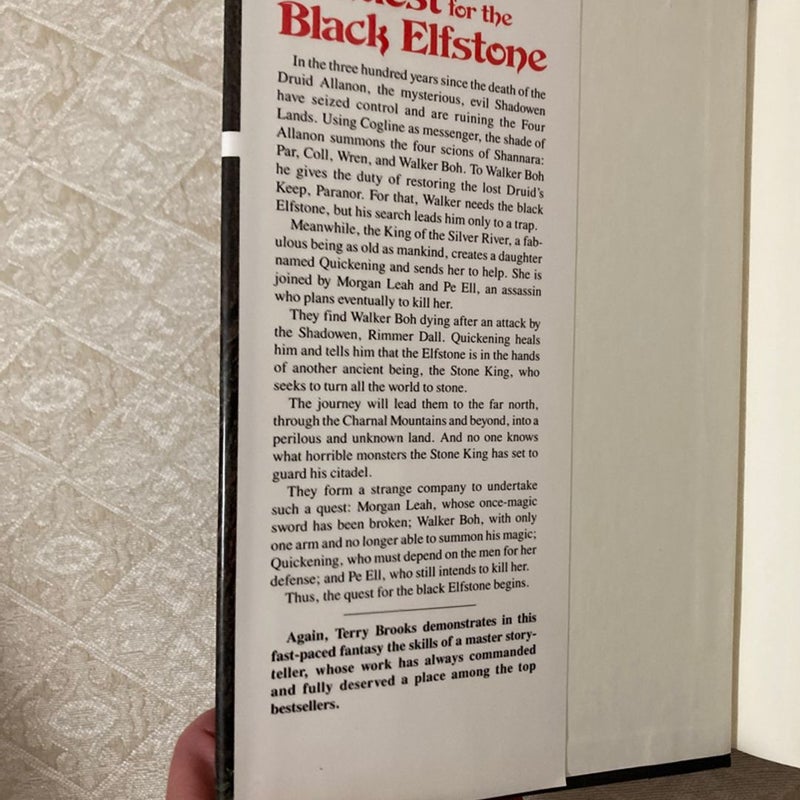 for the
Black Elfstone
In the three hundred years since the death of the
Druid Allanon, the mysterious, evil Shadowen
have seized control and are ruining the Four
Lands. Using Cogline as messenger, the shade of
Allanon summons the four scions of Shannara:
Par, Coll, Wren, and Walker Boh. To Walker Boh
he gives the duty of restoring the lost Druid's
Keep, Paranor. For that, Walker needs the black
Elfstone, but his search leads him only to a trap.
Meanwhile, the King of the Silver River, a fab-
ulous being as old as mankind, creates a daughter
named Quickening and sends her to help. She is
joined by Morgan Leah and Pe Ell, an assassin
who plans eventually to kill her.
They find Walker Boh dying after an attack by
the Shadowen, Rimmer Dall. Quickening heals
him and tells him that the Elfstone is in the hands
of another ancient being, the Stone King, who
seeks to turn all the world to stone.
The journey will lead them to the far north,
through the Charnal Mountains and beyond, into a
perilous and unknown land. And no one knows
what horrible monsters the Stone King has set to
guard his citadel.
They form a strange company to undertake
such a quest: Morgan Leah, whose once-magic
sword has been broken; Walker Boh, with only
one arm and no longer able to summon his magic;
Quickening, who must depend on the men for her
defense; and Pe Ell, who still intends to kill her.
Thus, the quest for the black Elfstone begins.
Again, Terry Brooks demonstrates in this
fast-paced fantasy the skills of a master story-
teller, whose work has always commanded
and fully deserved a place among the top
bestsellers.